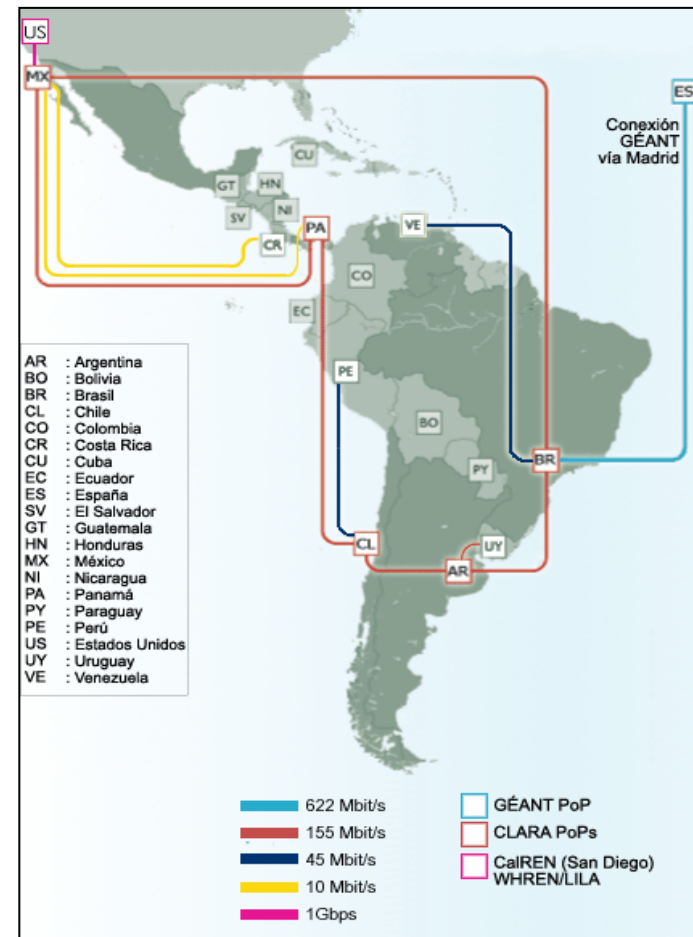 US
MX
ES
Conexión
GÉANT
vía Madrid
CU
GT
HN
SV
NI
PA
CR
VE
CO
EC
PE
BO
PY
BR
CL
UY
AR
AR : Argentina
BO : Bolivia
BR : Brasil
CL : Chile
CO : Colombia
CR : Costa Rica
CU : Cuba
EC : Ecuador
ES : España
SV : El Salvador
GT : Guatemala
HN : Honduras
MX : México
NI : Nicaragua
PA : Panamá
PY : Paraguay
PE : Perú
US : Estados Unidos
UY : Uruguay
VE : Venezuela
622 Mbit/s
155 Mbit/s
45 Mbit/s
10 Mbit/s
1Gbps
GÉANT PoP
CLARA PoPs
CalREN (San Diego)
WHREN/LILA